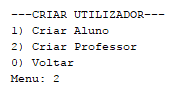 ---CRIAR UTILIZADOR---
1) Criar Aluno
2) Criar Professor
0) Voltar
Menu: 2